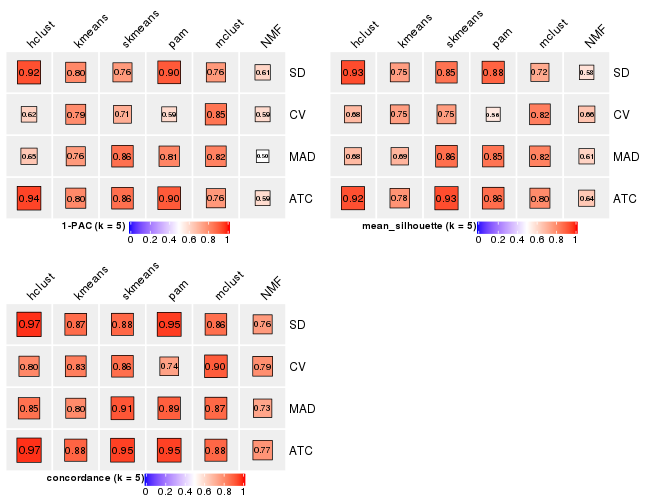 hclust kmeans skmeans pam mclust NMF
0.92 0.80 0.76 0.90 0.76 0.61 SD
0.62 0.79 0.71 0.59 0.85 0.59 CV
0.65 0.76 0.86 0.81 0.82 0.50 MAD
0.94 0.80 0.86 0.90 0.76 0.59 ATC
1-PAC (k = 5)
0 0.2 0.4 0.6 0.8 1
hclust kmeans skmeans pam mclust NMF
0.93 0.75 0.85 0.88 0.72 0.58 SD
0.68 0.75 0.75 0.56 0.82 0.66 CV
0.68 0.69 0.86 0.85 0.82 0.61 MAD
0.92 0.78 0.93 0.86 0.80 0.64 ATC
mean_silhouette (k = 5)
0 0.2 0.4 0.6 0.8 1
hclust kmeans skmeans pam mclust NMF
0.97 0.87 0.88 0.95 0.86 0.76 SD
0.80 0.83 0.86 0.74 0.90 0.79 CV
0.85 0.80 0.91 0.89 0.87 0.73 MAD
0.97 0.88 0.95 0.95 0.88 0.77 ATC
concordance (k = 5)
0 0.2 0.4 0.6 0.8 1